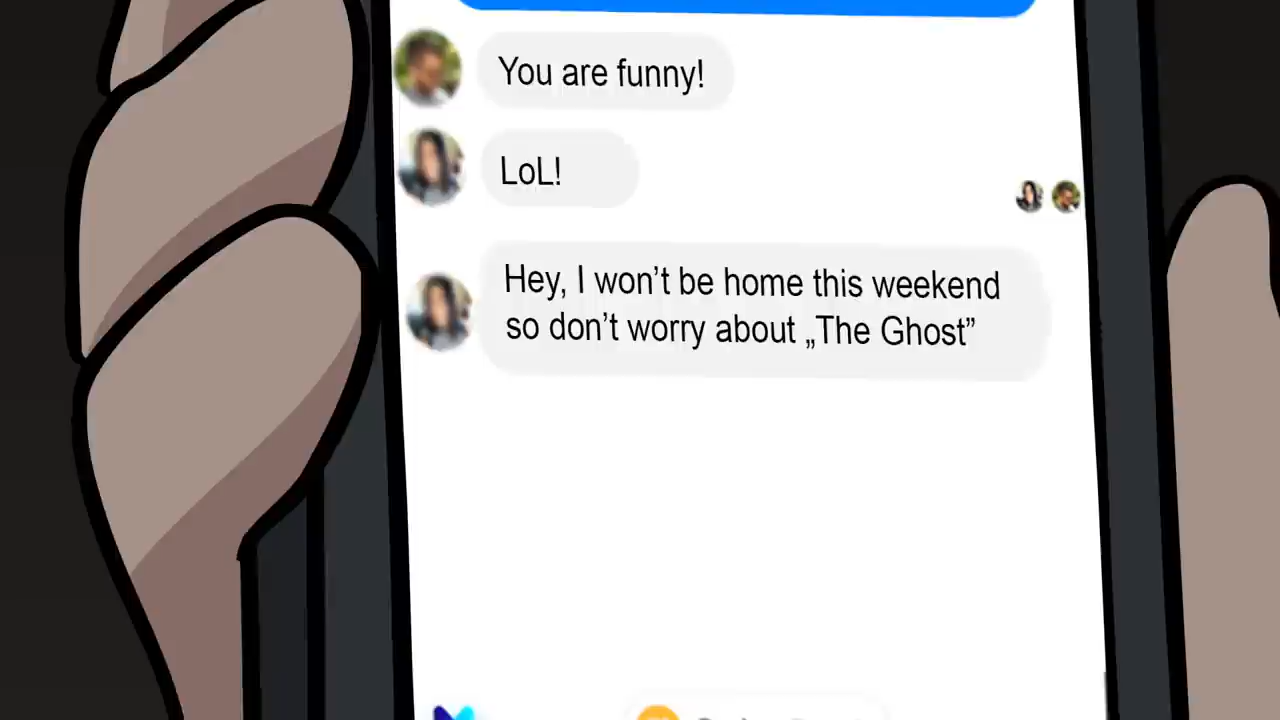 You are funny!
LoL!
Hey, I won’t be home this weekend
so don’t worry about „The Ghost”